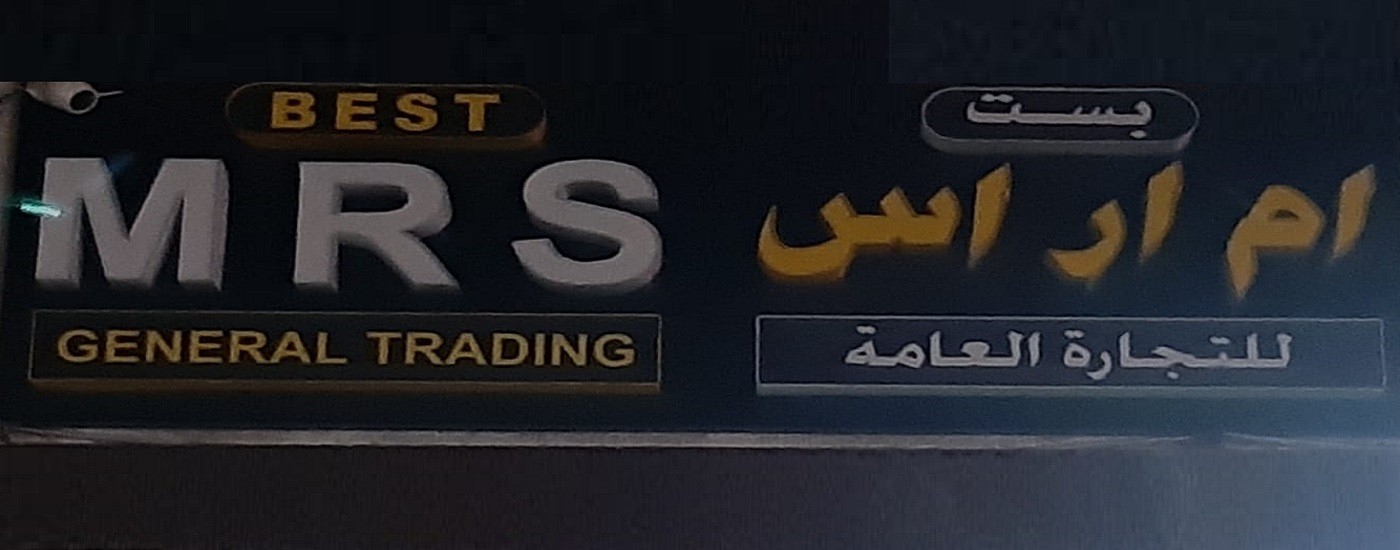 BEST
MRS
GENERAL TRADING
بست
ام ار اس
للتجارة العامة